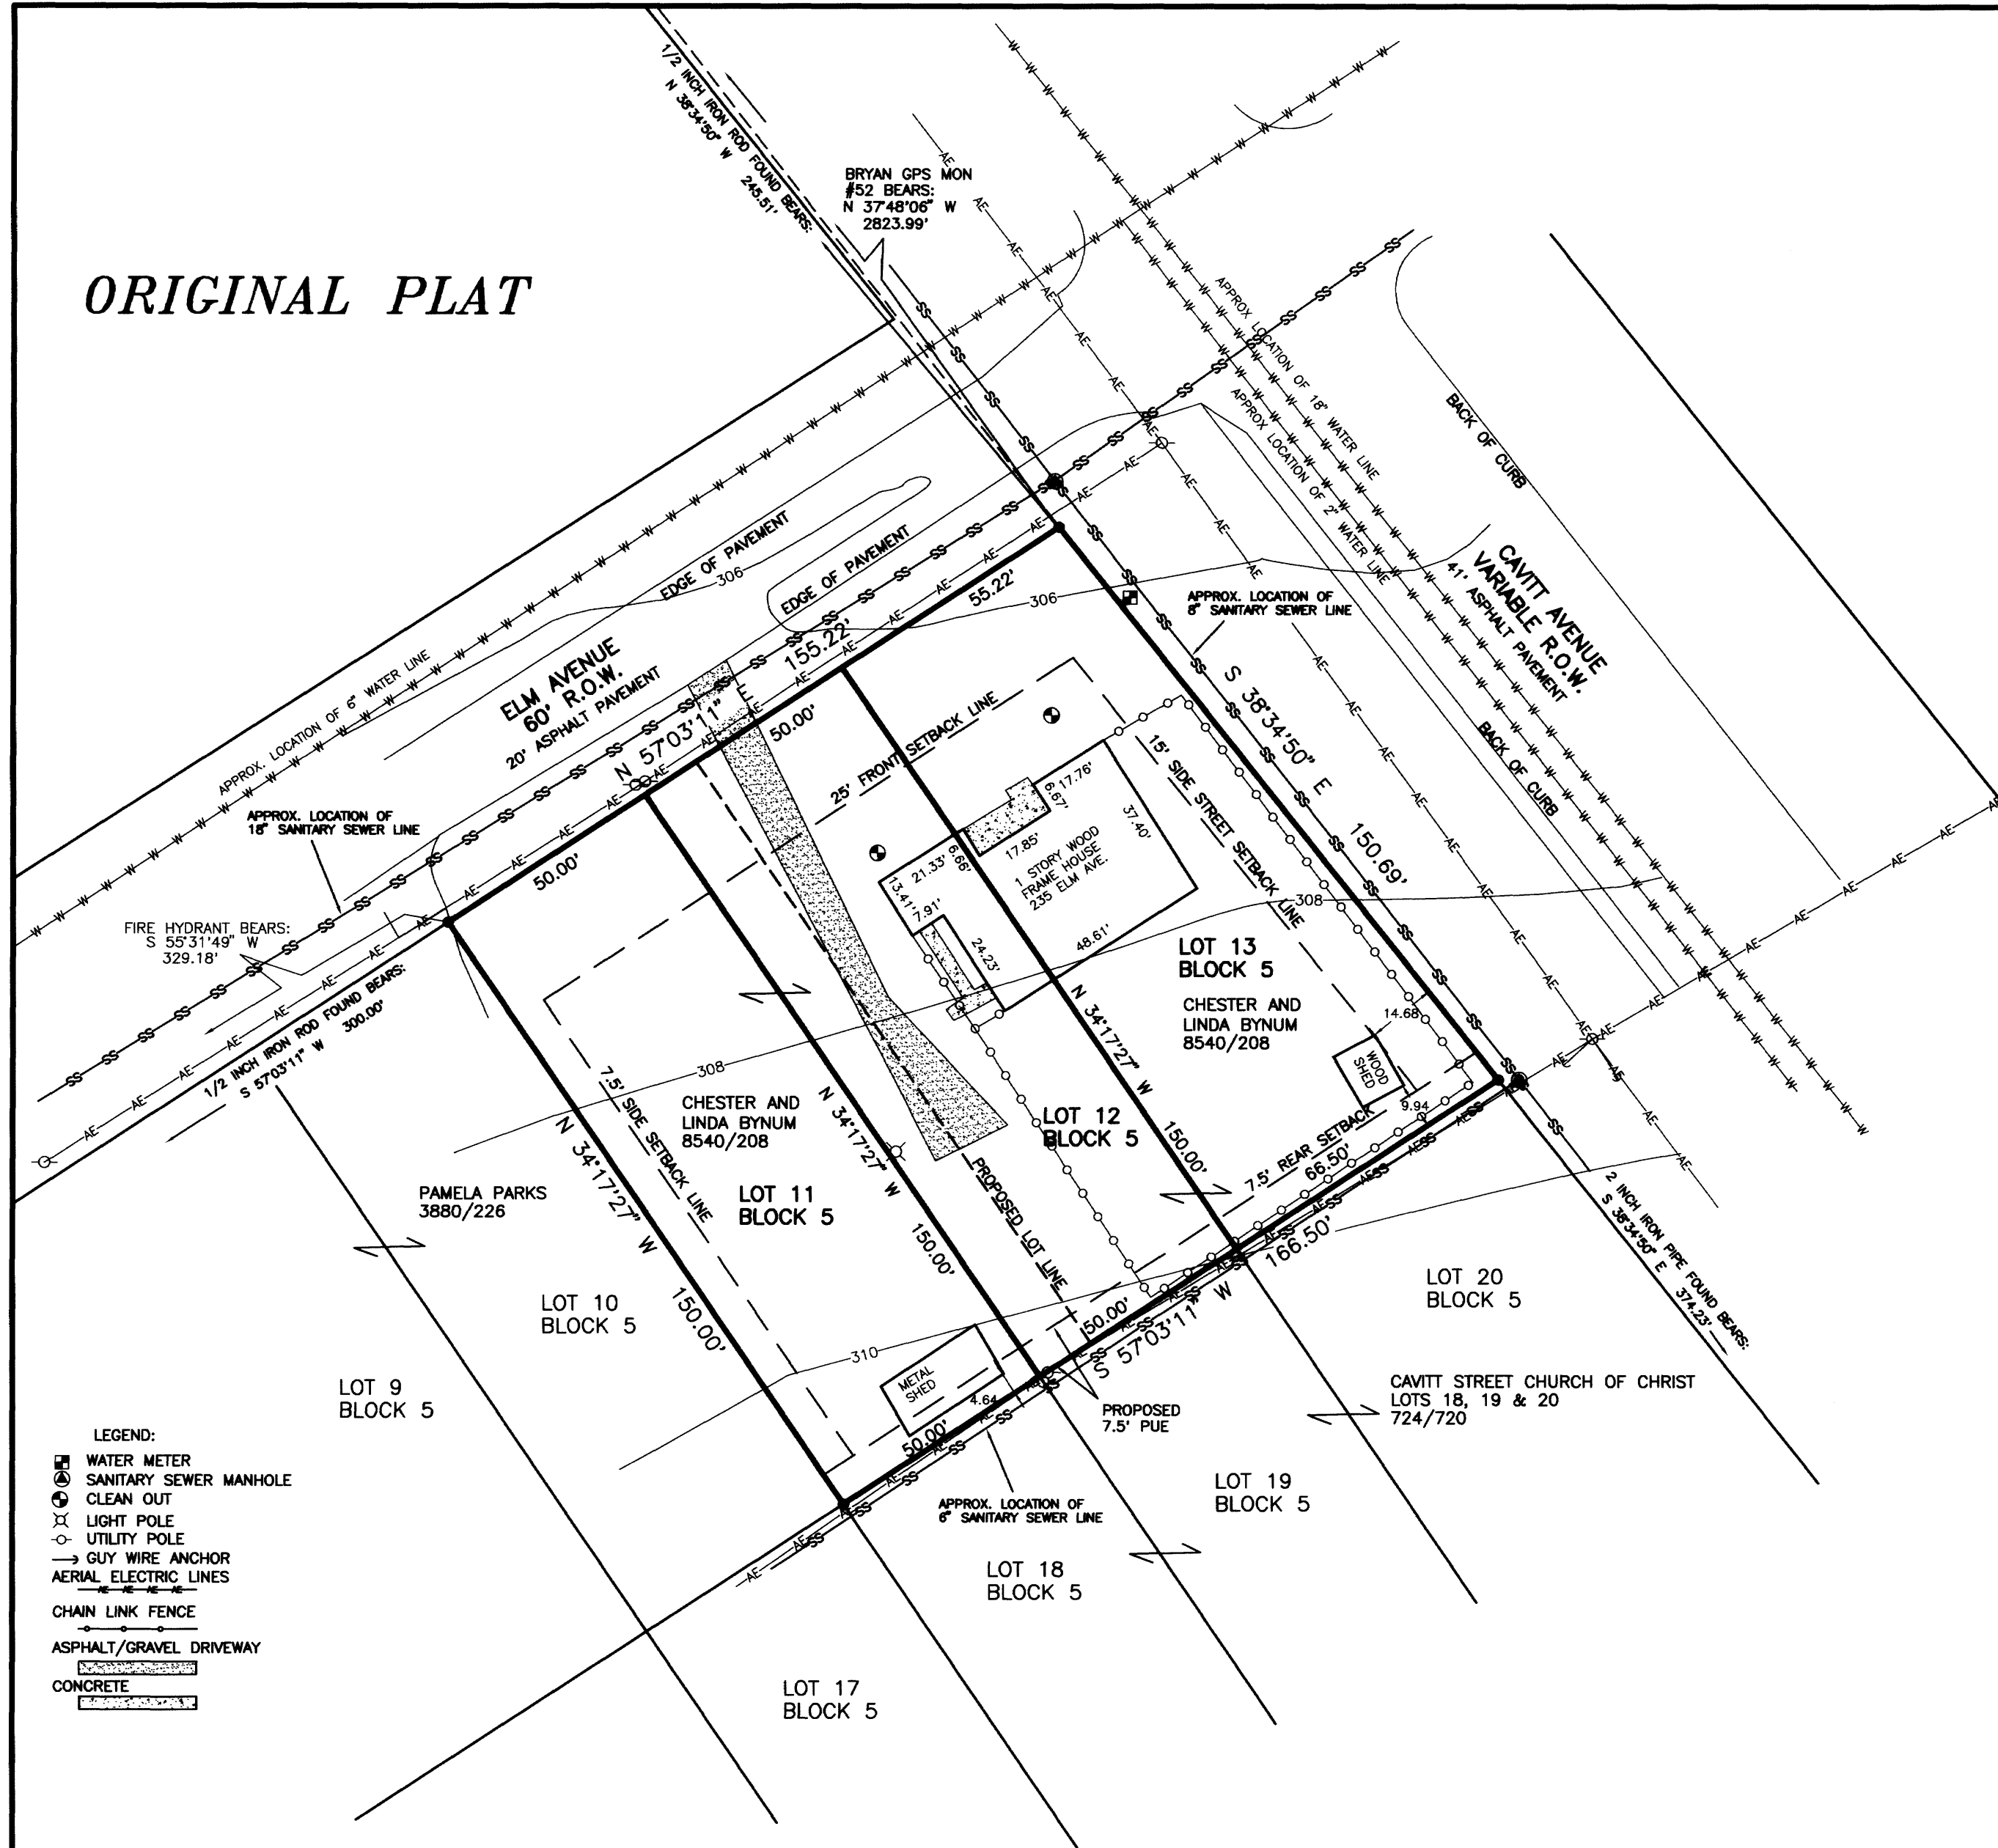 ORIGINAL PLAT
1/2 INCH IRON ROD FOUND BEARS:
N 38°34'50" W 245.51'
BRYAN GPS MON
#52 BEARS:
N 37°48'06" W
2823.99'
APPROX LOCATION OF 18" WATER LINE
APPROX LOCATION OF 2" WATER LINE
BACK OF CURB
CAVITT AVENUE
VARIABLE R.O.W.
41' ASPHALT PAVEMENT
BACK OF CURB
EDGE OF PAVEMENT
306
EDGE OF PAVEMENT
55.22'
306
APPROX. LOCATION OF
8" SANITARY SEWER LINE
155.22'
ELM AVENUE
60' R.O.W.
20' ASPHALT PAVEMENT
N 57°03'11" E
50.00'
APPROX. LOCATION OF 6" WATER LINE
APPROX. LOCATION OF
18" SANITARY SEWER LINE
50.00'
FIRE HYDRANT BEARS:
S 55°31'49" W
329.18'
1/2 INCH IRON ROD FOUND BEARS:
S 57°03'11" W 300.00'
S 38°34'50" E
150.69'
25' FRONT SETBACK LINE
15' SIDE STREET SETBACK LINE
17.76'
6.67'
37.40'
17.85'
1 STORY WOOD
FRAME HOUSE
235 ELM AVE.
6.66'
21.33'
13.41'
7.91'
24.23'
48.61'
308
LOT 13
BLOCK 5
CHESTER AND
LINDA BYNUM
8540/208
14.68
WOOD
SHED
9.94
N 34°17'27" W
150.00'
LOT 12
BLOCK 5
7.5' REAR SETBACK
66.50'
166.50'
308
CHESTER AND
LINDA BYNUM
8540/208
7.5' SIDE SETBACK LINE
N 34°17'27" W
150.00'
LOT 11
BLOCK 5
PROPOSED LOT LINE
N 34°17'27" W
150.00'
PAMELA PARKS
3880/226
LOT 10
BLOCK 5
LOT 9
BLOCK 5
310
METAL
SHED
4.64
50.00'
50.00'
S 57°03'11" W
PROPOSED
7.5' PUE
APPROX. LOCATION OF
6" SANITARY SEWER LINE
2 INCH IRON PIPE FOUND BEARS:
S 38°34'50" E 374.23'
LOT 20
BLOCK 5
CAVITT STREET CHURCH OF CHRIST
LOTS 18, 19 & 20
724/720
LOT 19
BLOCK 5
LOT 18
BLOCK 5
LOT 17
BLOCK 5
LEGEND:
WATER METER
SANITARY SEWER MANHOLE
CLEAN OUT
LIGHT POLE
UTILITY POLE
GUY WIRE ANCHOR
AERIAL ELECTRIC LINES
AE AE AE AE
CHAIN LINK FENCE
ASPHALT/GRAVEL DRIVEWAY
CONCRETE